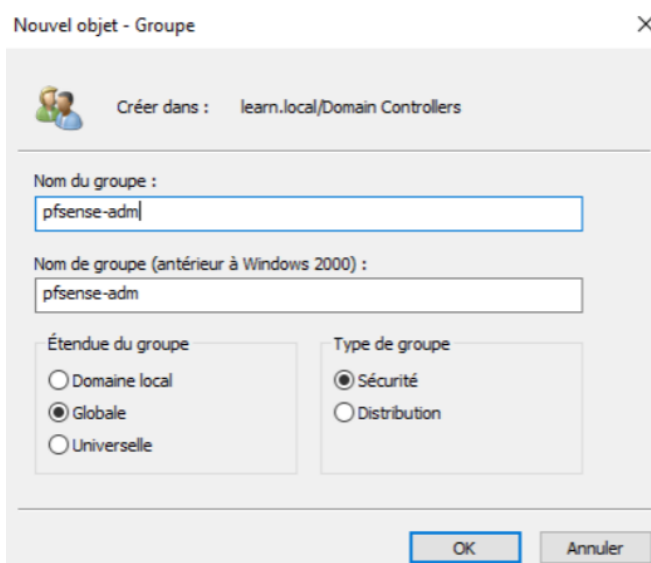 Nouvel objet - Groupe
Créer dans : learn.local/Domain Controllers
Nom du groupe :
pfsense-adm
Nom de groupe (antérieur à Windows 2000) :
pfsense-adm
Étendue du groupe
Domaine local
Globale
Universelle
Type de groupe
Sécurité
Distribution
OK Annuler